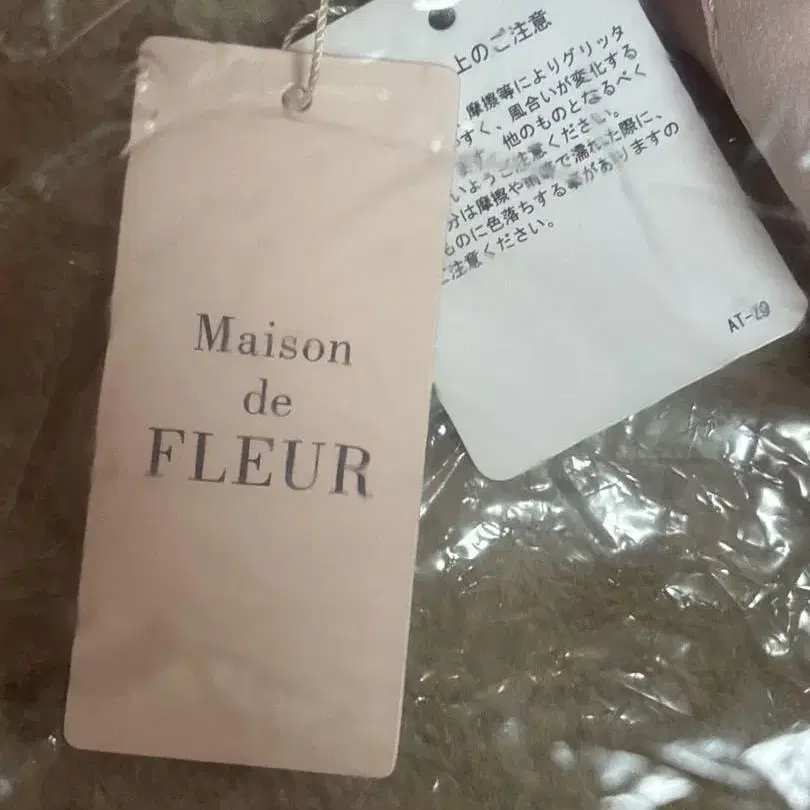 Maison
de
FLEUR
上のご注意
摩擦等によりグリッタ
すく、風合いが変化する
ます。他のものとなるべく
いようご注意ください。
分は摩擦や雨等で濡れた際に、
ものに色落ちする事がありますの
ご注意ください。
AT-29